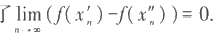 lim (f(x′ₙ)−f(x″ₙ))=0.
n→∞